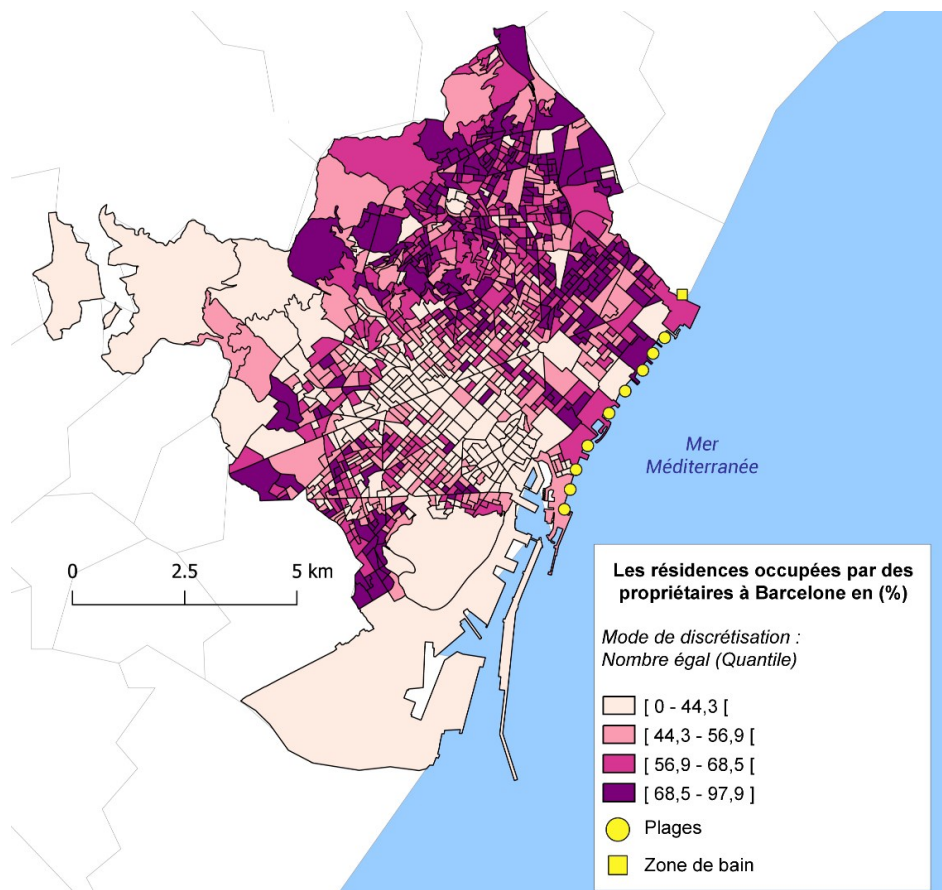 Mer
Méditerranée
0 2.5 5 km
Les résidences occupées par des
propriétaires à Barcelone en (%)
Mode de discrétisation :
Nombre égal (Quantile)
[ 0 - 44,3 [
[ 44,3 - 56,9 [
[ 56,9 - 68,5 [
[ 68,5 - 97,9 ]
Plages
Zone de bain